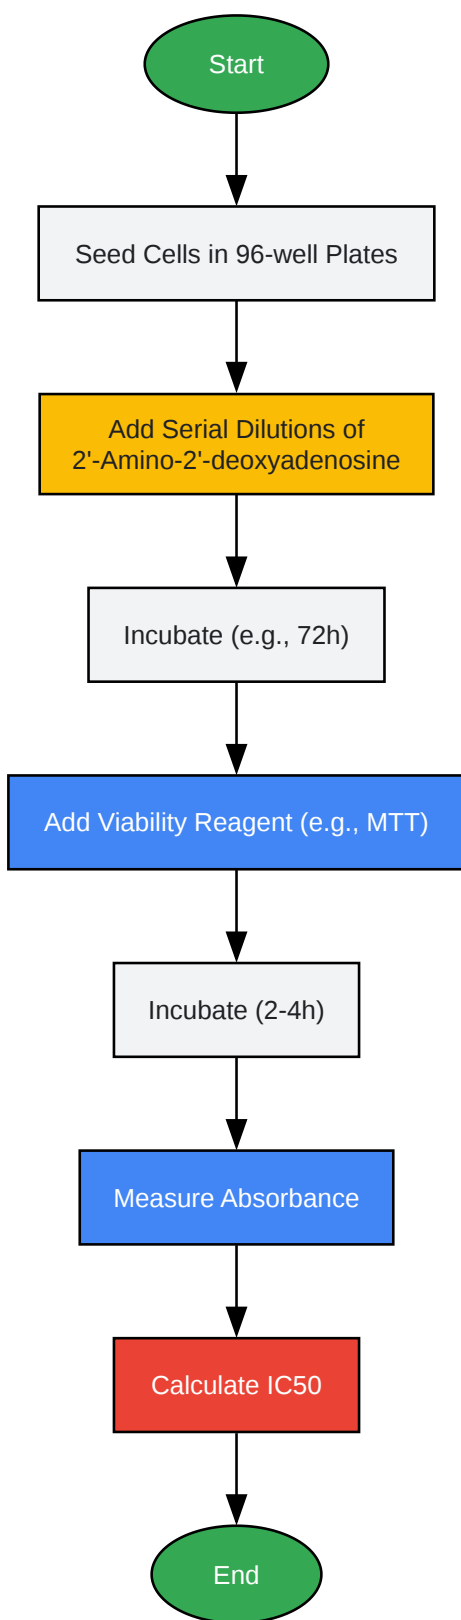 Start
Seed Cells in 96-well Plates
Add Serial Dilutions of
2'-Amino-2'-deoxyadenosine
Incubate (e.g., 72h)
Add Viability Reagent (e.g., MTT)
Incubate (2-4h)
Measure Absorbance
Calculate IC50
End